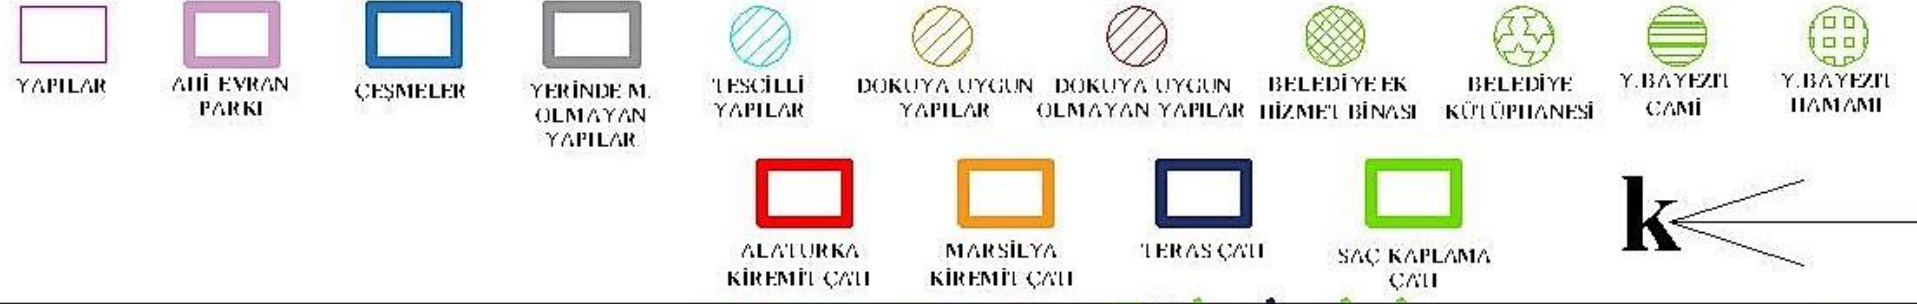 YAPILAR
AHİ EVRAN
PARKI
ÇEŞMELER
YERİNDE M.
OLMAYAN
YAPILAR
TESCİLLİ
YAPILAR
DOKUYA UYGUN
YAPILAR
DOKUYA UYGUN
OLMAYAN YAPILAR
BELEDİYE EK
HİZMET BİNASI
BELEDİYE
KÜTÜPHANESİ
Y.BAYEZIT
CAMİ
Y.BAYEZIT
HAMAMI
ALATURKA
KİREMİT ÇATI
MARSİLYA
KİREMİT ÇATI
TERAS ÇATI
SAÇ KAPLAMA
ÇATI
k